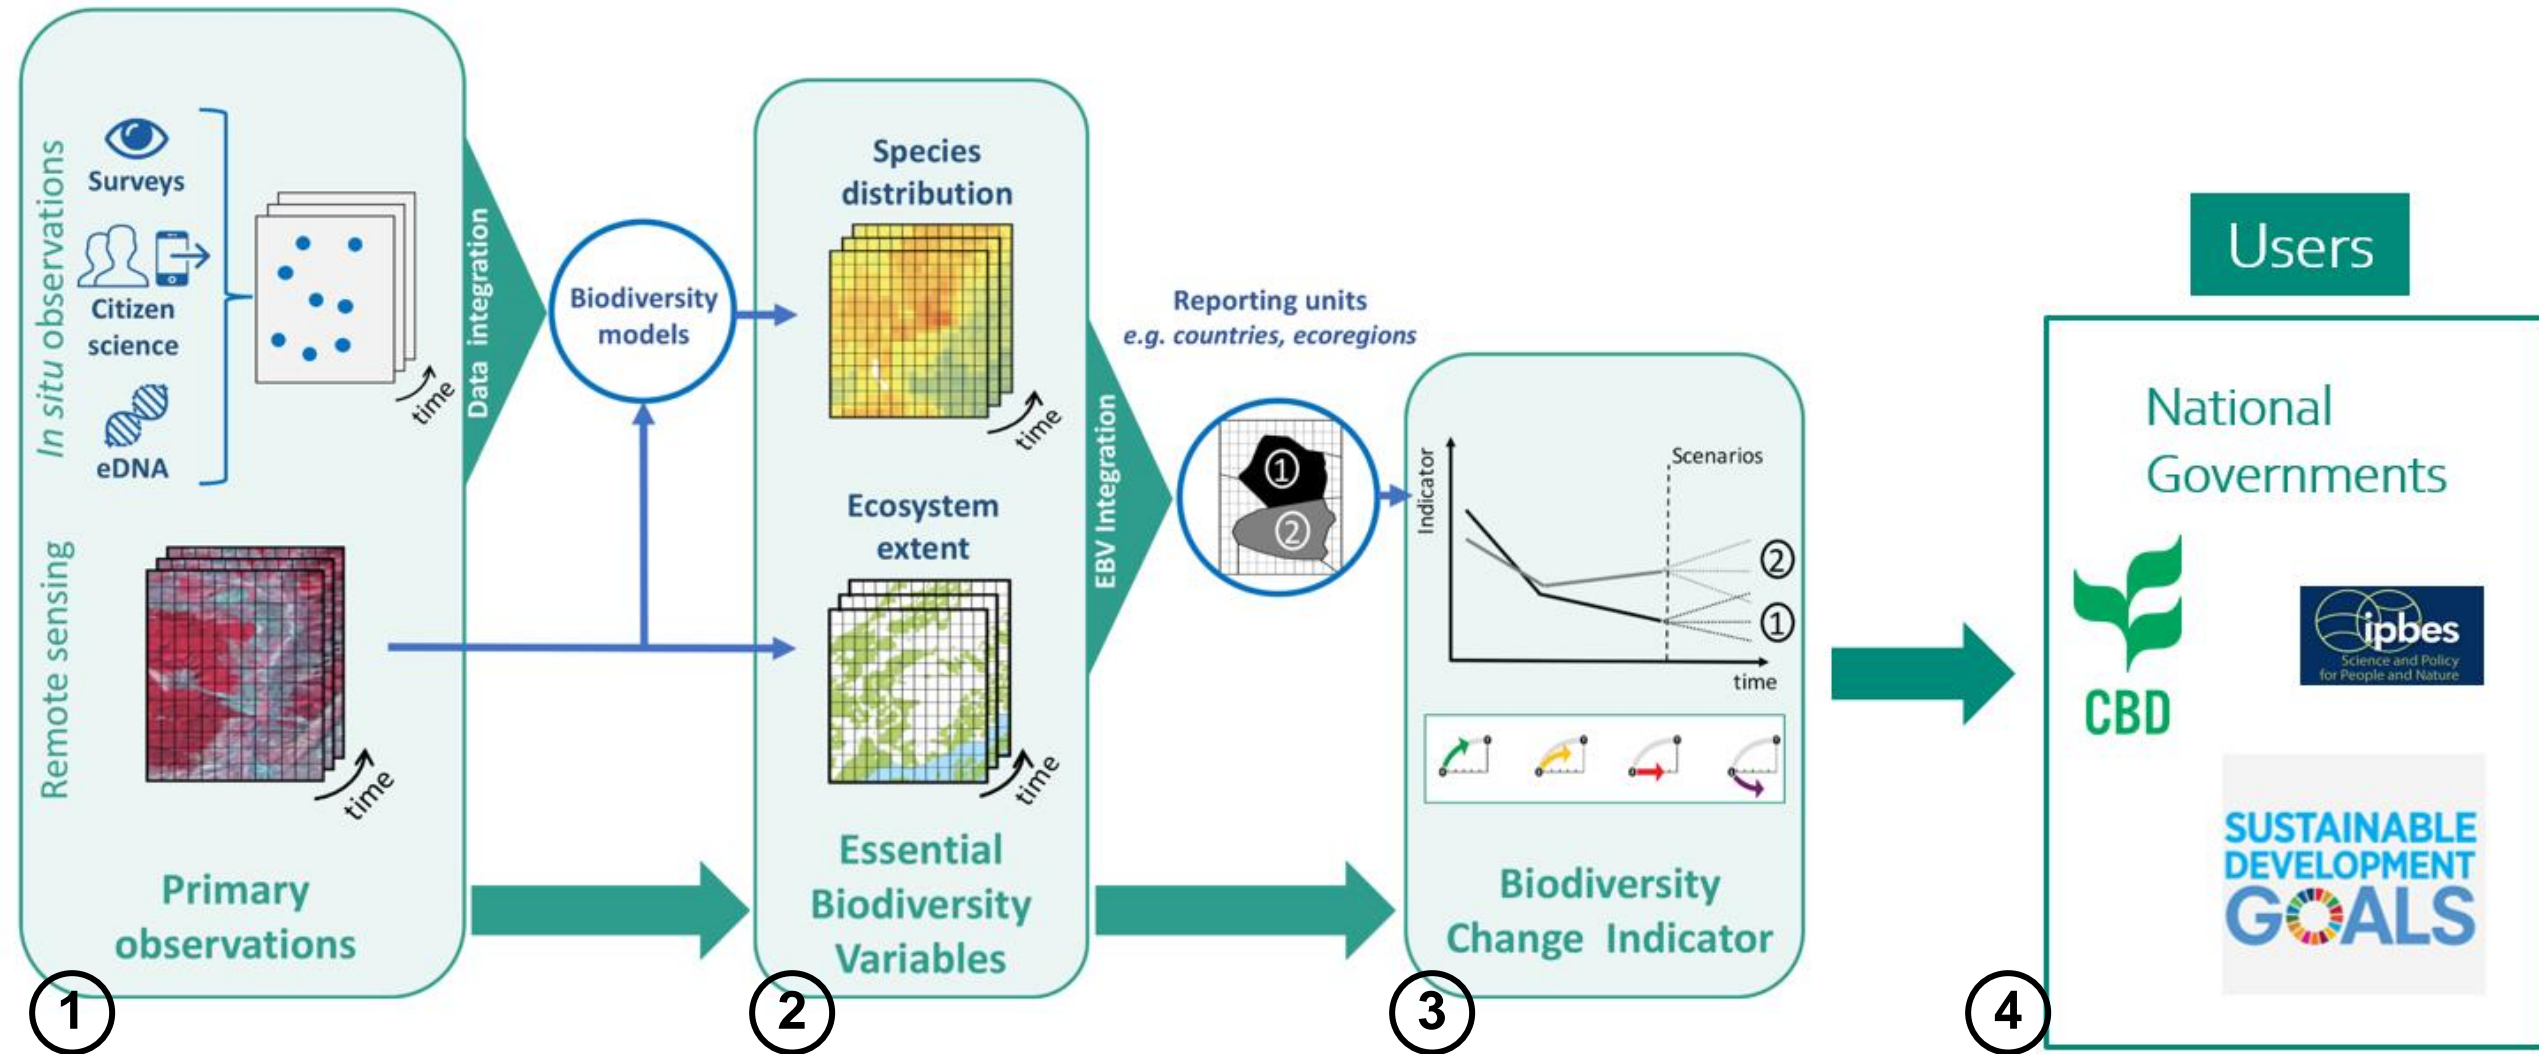 In situ observations
Surveys
Citizen
science
eDNA
time
Remote sensing
time
Primary
observations
1
Data integration
Biodiversity
models
Species
distribution
time
Ecosystem
extent
time
Essential
Biodiversity
Variables
2
EBV Integration
Reporting units
e.g. countries, ecoregions
1
2
Indicator
Scenarios
2
1
time
Biodiversity
Change Indicator
3
Users
National
Governments
CBD
ipbes
Science and Policy
for People and Nature
SUSTAINABLE
DEVELOPMENT
GOALS
4